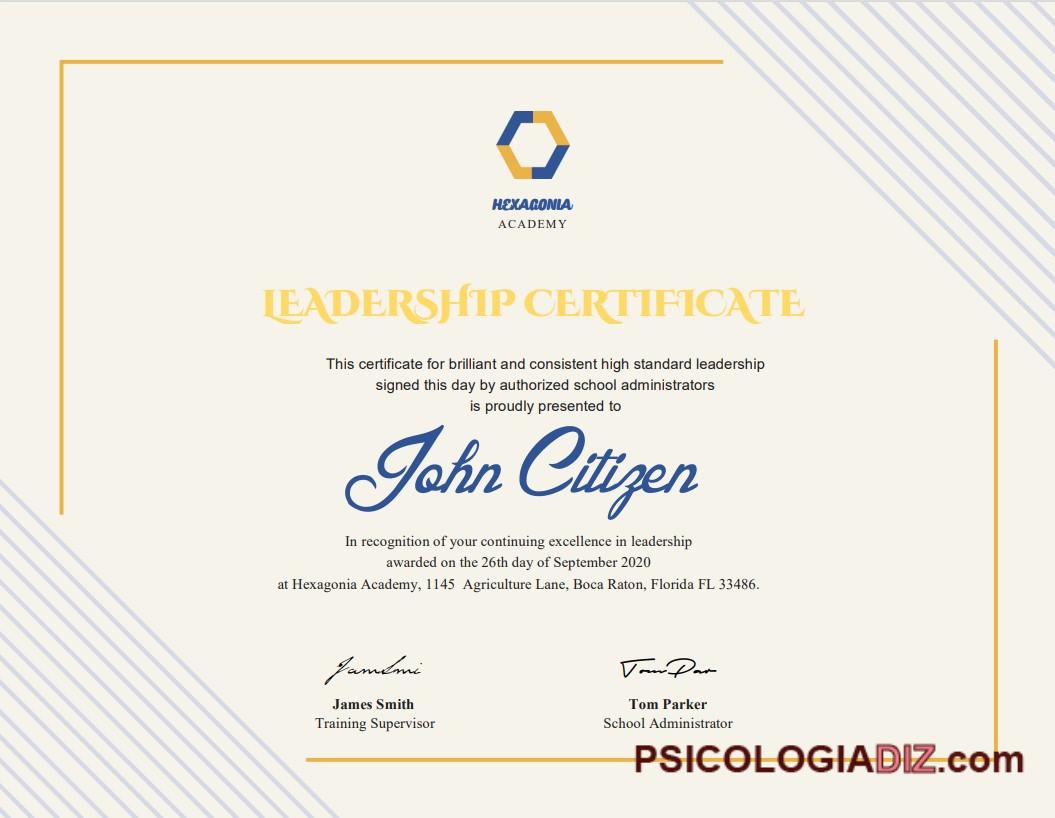 HEXAGONIA
ACADEMY
LEADERSHIP CERTIFICATE
This certificate for brilliant and consistent high standard leadership
signed this day by authorized school administrators
is proudly presented to
John Citizen
In recognition of your continuing excellence in leadership
awarded on the 26th day of September 2020
at Hexagonia Academy, 1145  Agriculture Lane, Boca Raton, Florida FL 33486.
James Smith
Training Supervisor
Tom Parker
School Administrator
PSICOLOGIADIZ.com